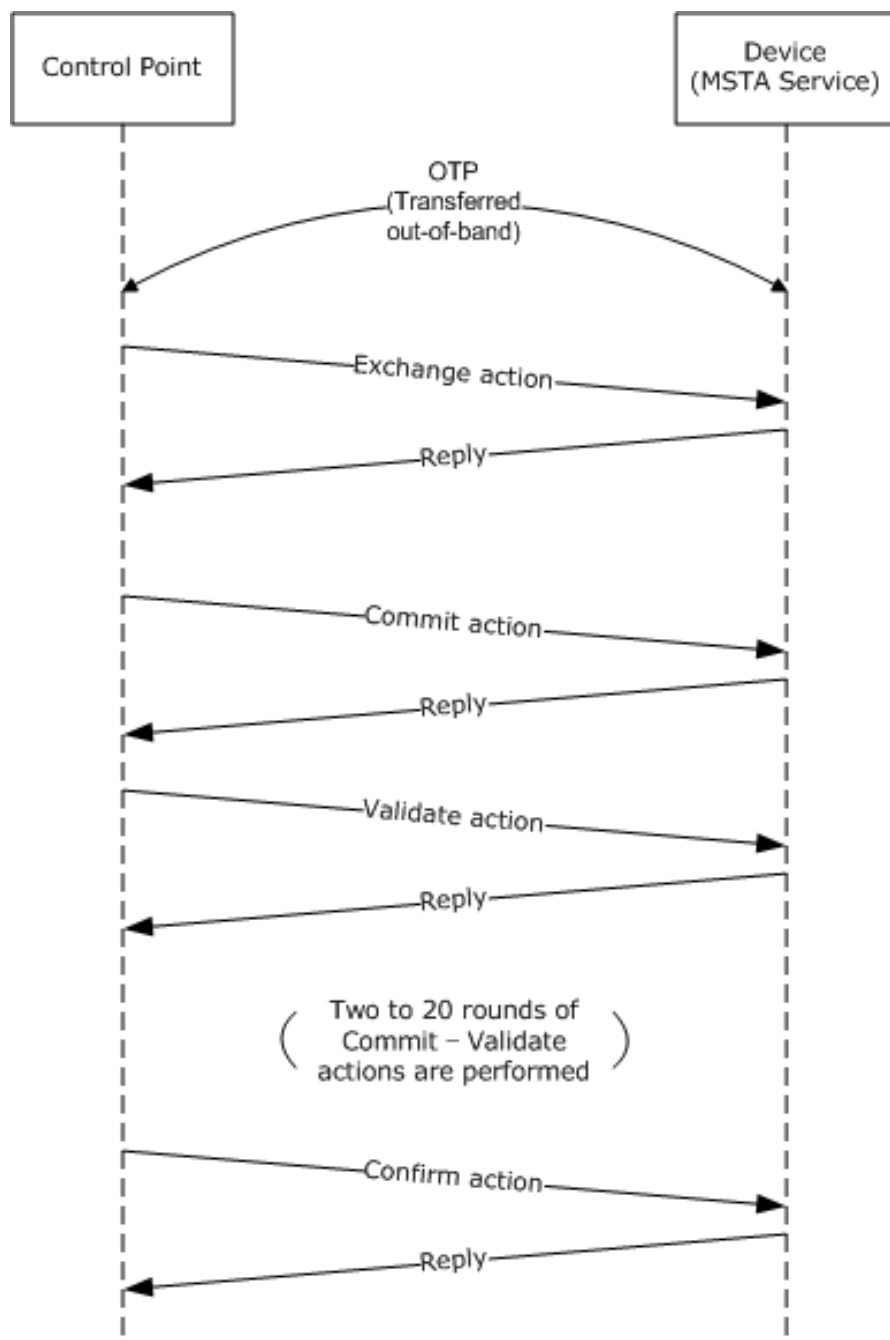 Control Point
Device
(MSTA Service)
OTP
(Transferred
out-of-band)
Exchange action
Reply
Commit action
Reply
Validate action
Reply
( Two to 20 rounds of
Commit – Validate
actions are performed )
Confirm action
Reply